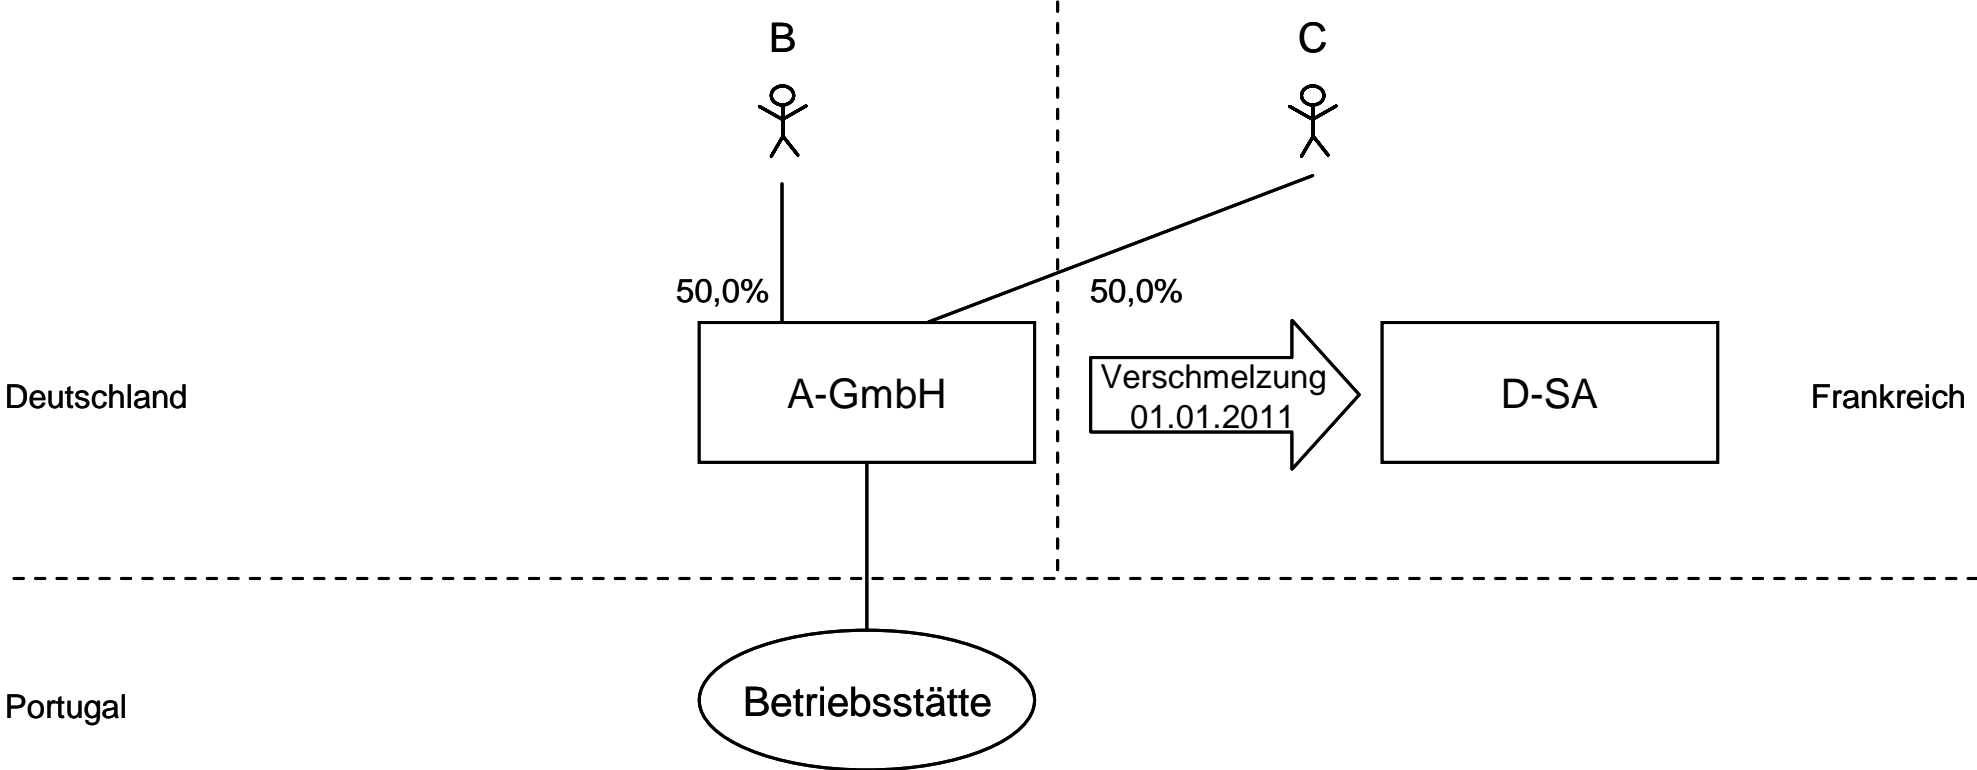 B
C
50,0%
50,0%
Deutschland
A-GmbH
Verschmelzung
01.01.2011
D-SA
Frankreich
Portugal
Betriebsstätte